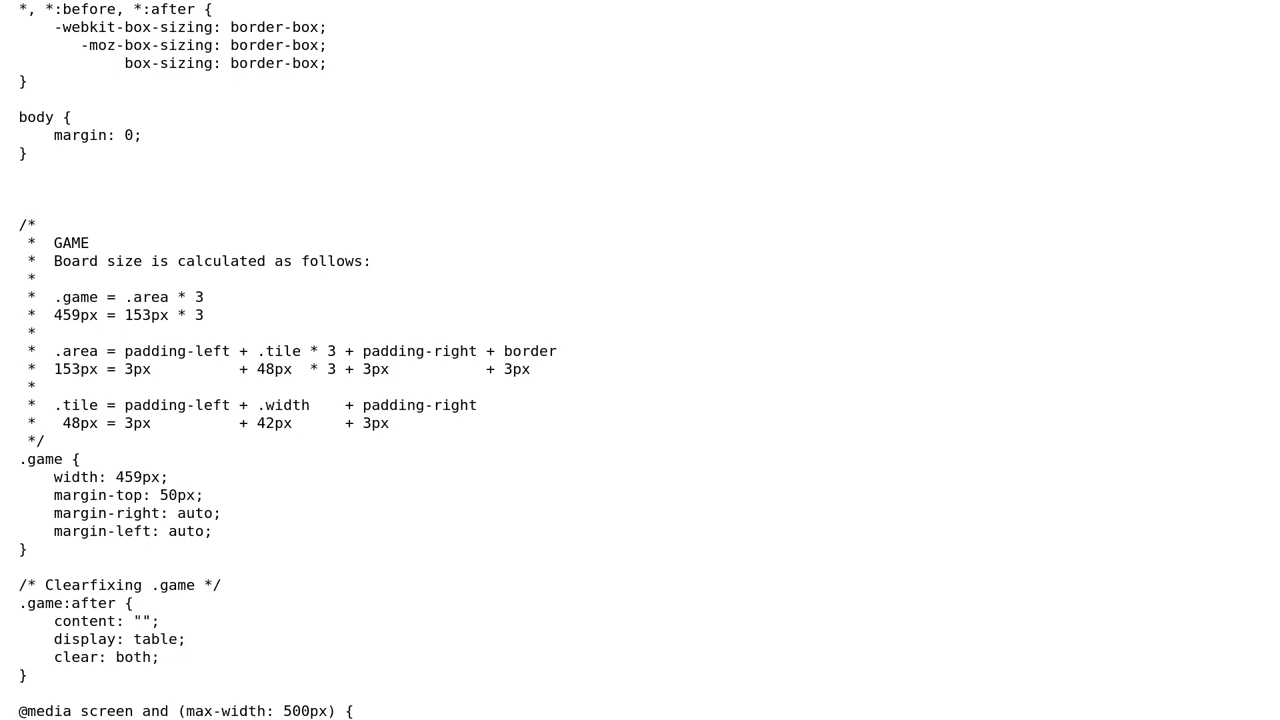 *, *:before, *:after {
    -webkit-box-sizing: border-box;
       -moz-box-sizing: border-box;
            box-sizing: border-box;
}

body {
    margin: 0;
}



/*
 *  GAME
 *  Board size is calculated as follows:
 *
 *  .game = .area * 3
 *  459px = 153px * 3
 *
 *  .area = padding-left + .tile * 3 + padding-right + border
 *  153px = 3px          + 48px  * 3 + 3px           + 3px
 *
 *  .tile = padding-left + .width    + padding-right
 *   48px = 3px          + 42px      + 3px
 */
.game {
    width: 459px;
    margin-top: 50px;
    margin-right: auto;
    margin-left: auto;
}

/* Clearfixing .game */
.game:after {
    content: "";
    display: table;
    clear: both;
}

@media screen and (max-width: 500px) {